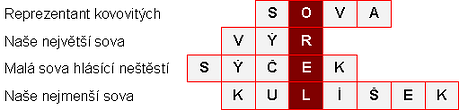 Reprezentant kovovitých S O V A
Naše největší sova V Ý R
Malá sova hlásící neštěstí S Ý Č E K
Naše nejmenší sova K U L Í Š E K